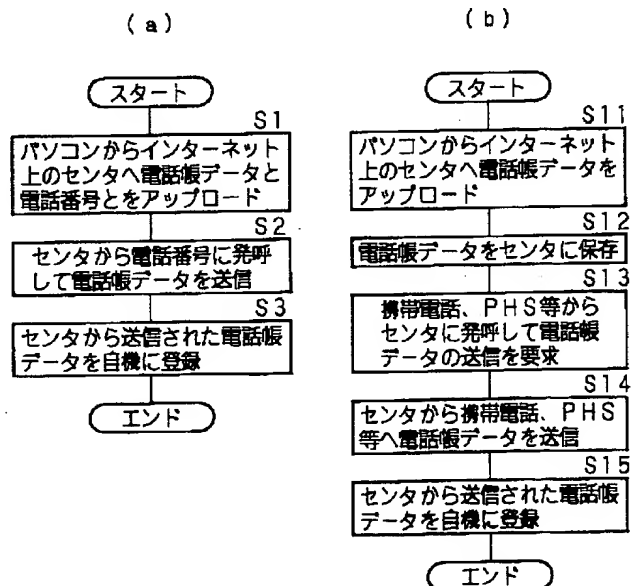 (a)
スタート
S1
パソコンからインターネット
上のセンタへ電話帳データと
電話番号とをアップロード
S2
センタから電話番号に発呼
して電話帳データを送信
S3
センタから送信された電話帳
データを自機に登録
エンド
(b)
スタート
S11
パソコンからインターネット
上のセンタへ電話帳データを
アップロード
S12
電話帳データをセンタに保存
S13
携帯電話、PHS等から
センタに発呼して電話帳
データの送信を要求
S14
センタから携帯電話、PHS
等へ電話帳データを送信
S15
センタから送信された電話帳
データを自機に登録
エンド